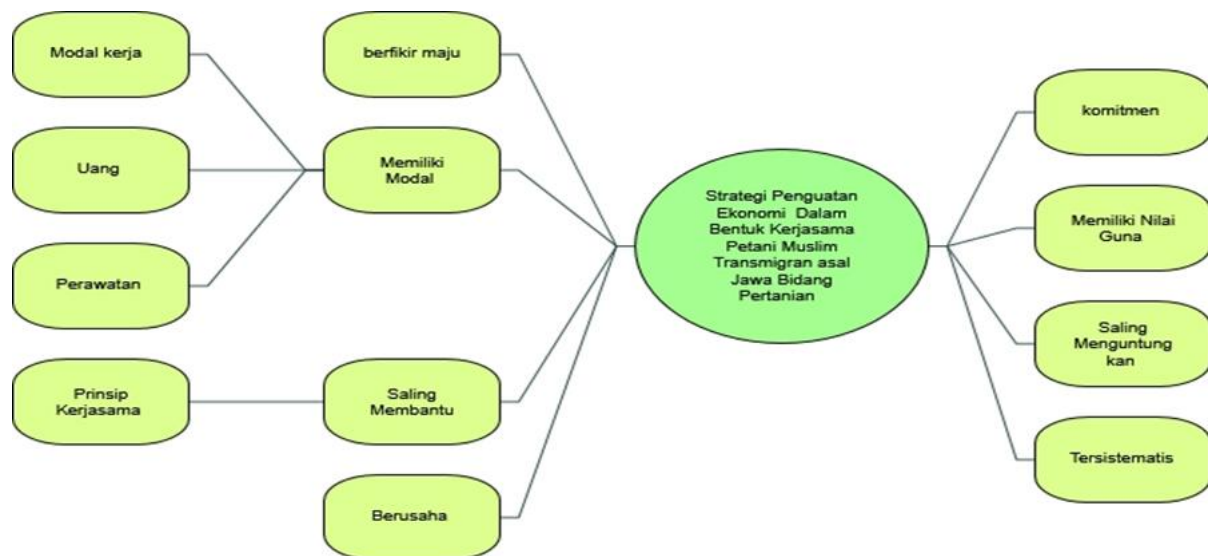 Modal kerja
Uang
Perawatan
Prinsip
Kerjasama
berfikir maju
Memiliki
Modal
Saling
Membantu
Berusaha
Strategi Penguatan
Ekonomi Dalam
Bentuk Kerjasama
Petani Muslim
Transmigran asal
Jawa Bidang
Pertanian
komitmen
Memiliki Nilai
Guna
Saling
Menguntung
kan
Tersistematis